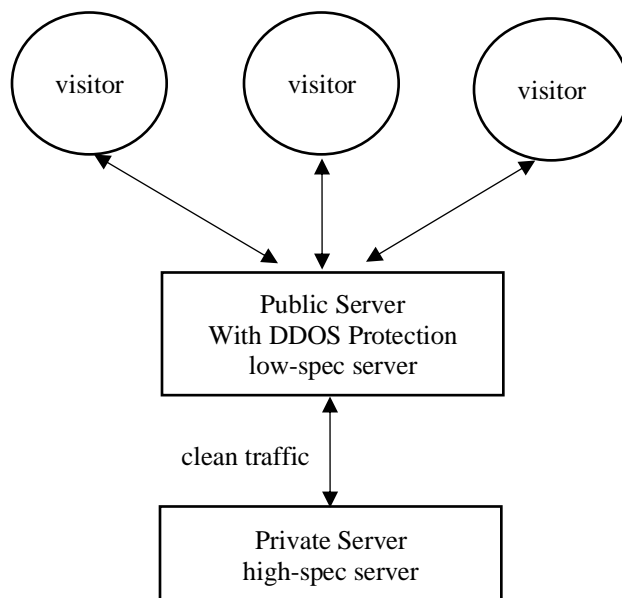 visitor
visitor
visitor
Public Server
With DDOS Protection
low-spec server
clean traffic
Private Server
high-spec server